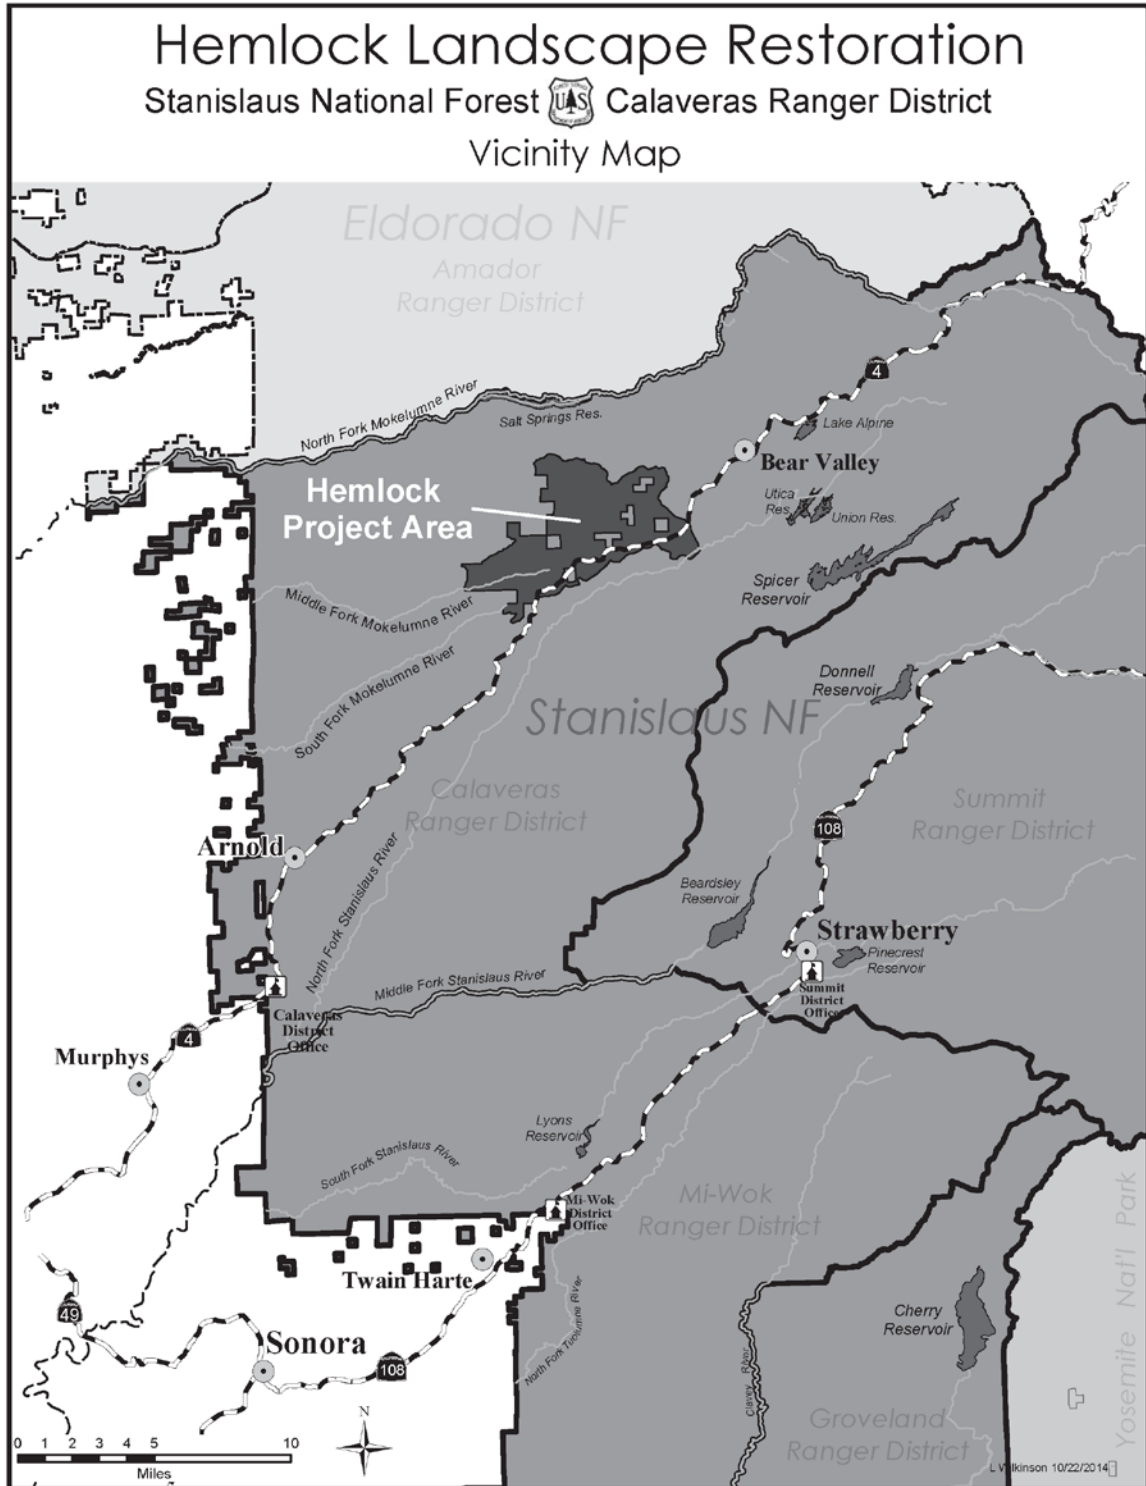 Hemlock Landscape Restoration
Stanislaus National Forest US Calaveras Ranger District
Vicinity Map
Eldorado NF
Amador
Ranger District
4
North Fork Mokelumne River
Salt Springs Res.
Lake Alpine
Bear Valley
Hemlock
Project Area
Utica
Res.
Union Res.
Spicer
Reservoir
Middle Fork Mokelumne River
South Fork Mokelumne River
Donnell
Reservoir
Stanislaus NF
Calaveras
Ranger District
Summit
Ranger District
108
Arnold
North Fork Stanislaus River
Beardsley
Reservoir
Strawberry
Pinecrest
Reservoir
Summit
District
Office
Middle Fork Stanislaus River
Calaveras
District
Office
4
Murphys
Lyons
Reservoir
South Fork Stanislaus River
Mi-Wok
District
Office
Mi-Wok
Ranger District
Twain Harte
North Fork Tuolumne River
49
Sonora
108
Cherry
Reservoir
Clavey River
Yosemite Nat'l Park
Groveland
Ranger District
N
0 1 2 3 4 5 10
Miles
L Wilkinson 10/22/2014